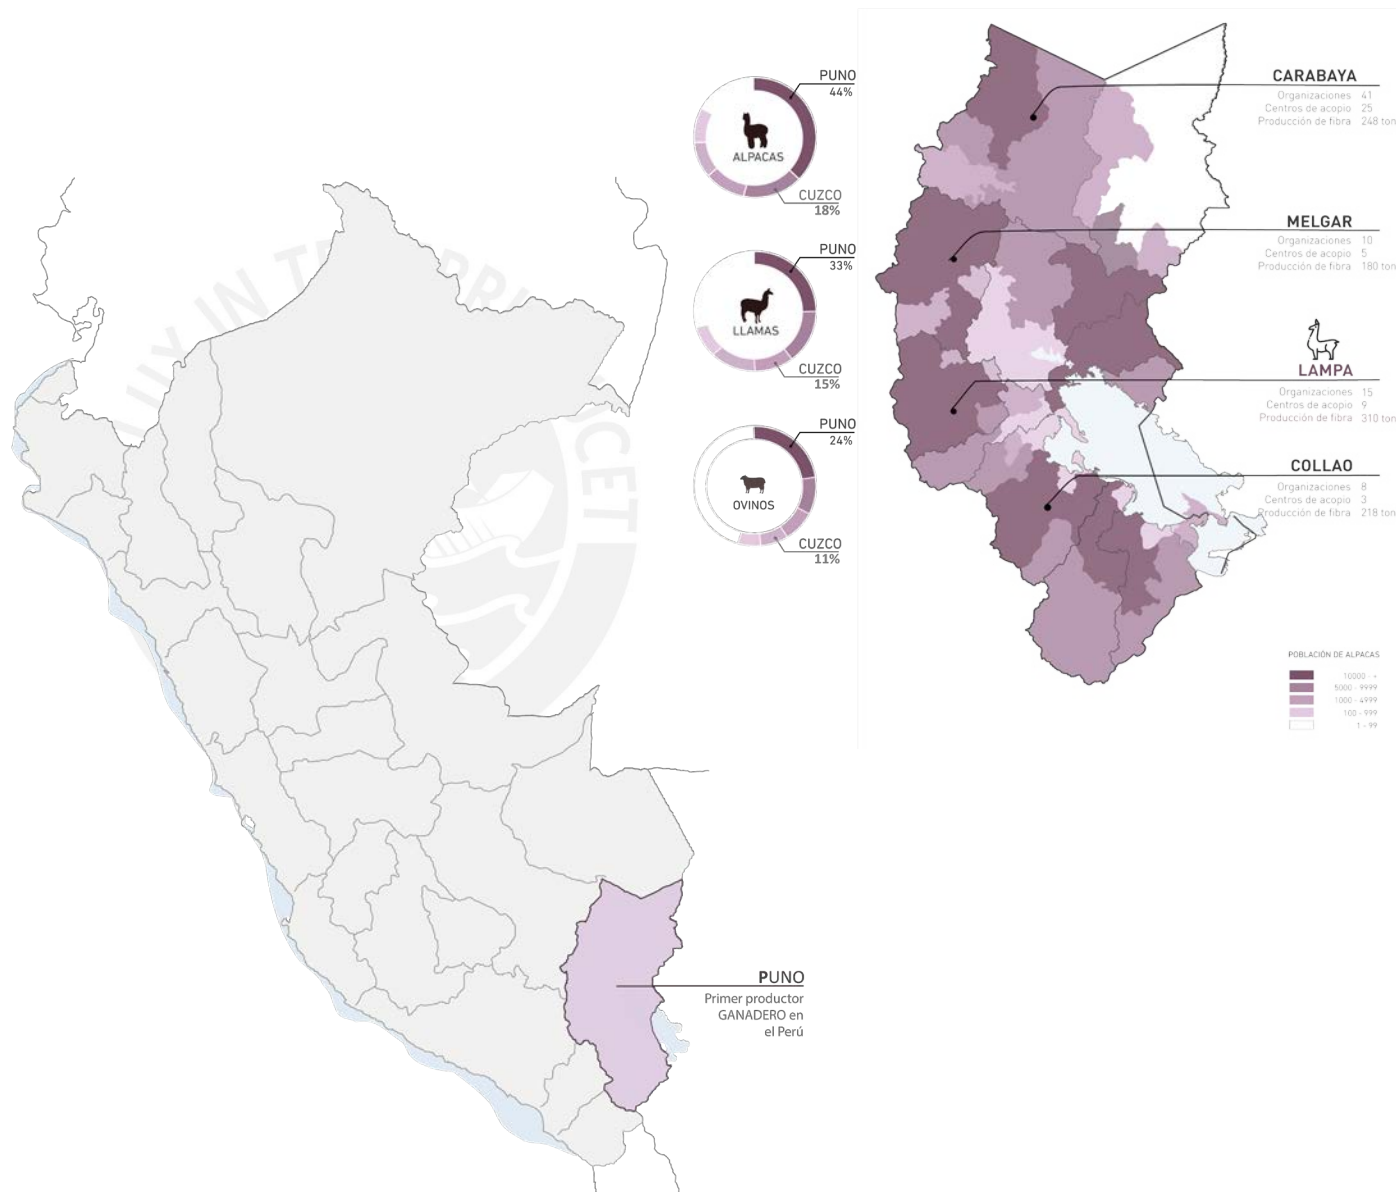 PUNO
44%
ALPACAS
CUZCO
18%
PUNO
33%
LLAMAS
CUZCO
15%
PUNO
24%
OVINOS
CUZCO
11%
CARABAYA
Organizaciones 41
Centros de acopio 25
Producción de fibra 248 ton
MELGAR
Organizaciones 10
Centros de acopio 5
Producción de fibra 180 ton
LAMPA
Organizaciones 15
Centros de acopio 9
Producción de fibra 310 ton
COLLAO
Organizaciones 8
Centros de acopio 3
Producción de fibra 218 ton
POBLACIÓN DE ALPACAS
10000 - +
5000 - 9999
1000 - 4999
100 - 999
1 - 99
PUNO
Primer productor
GANADERO en
el Perú